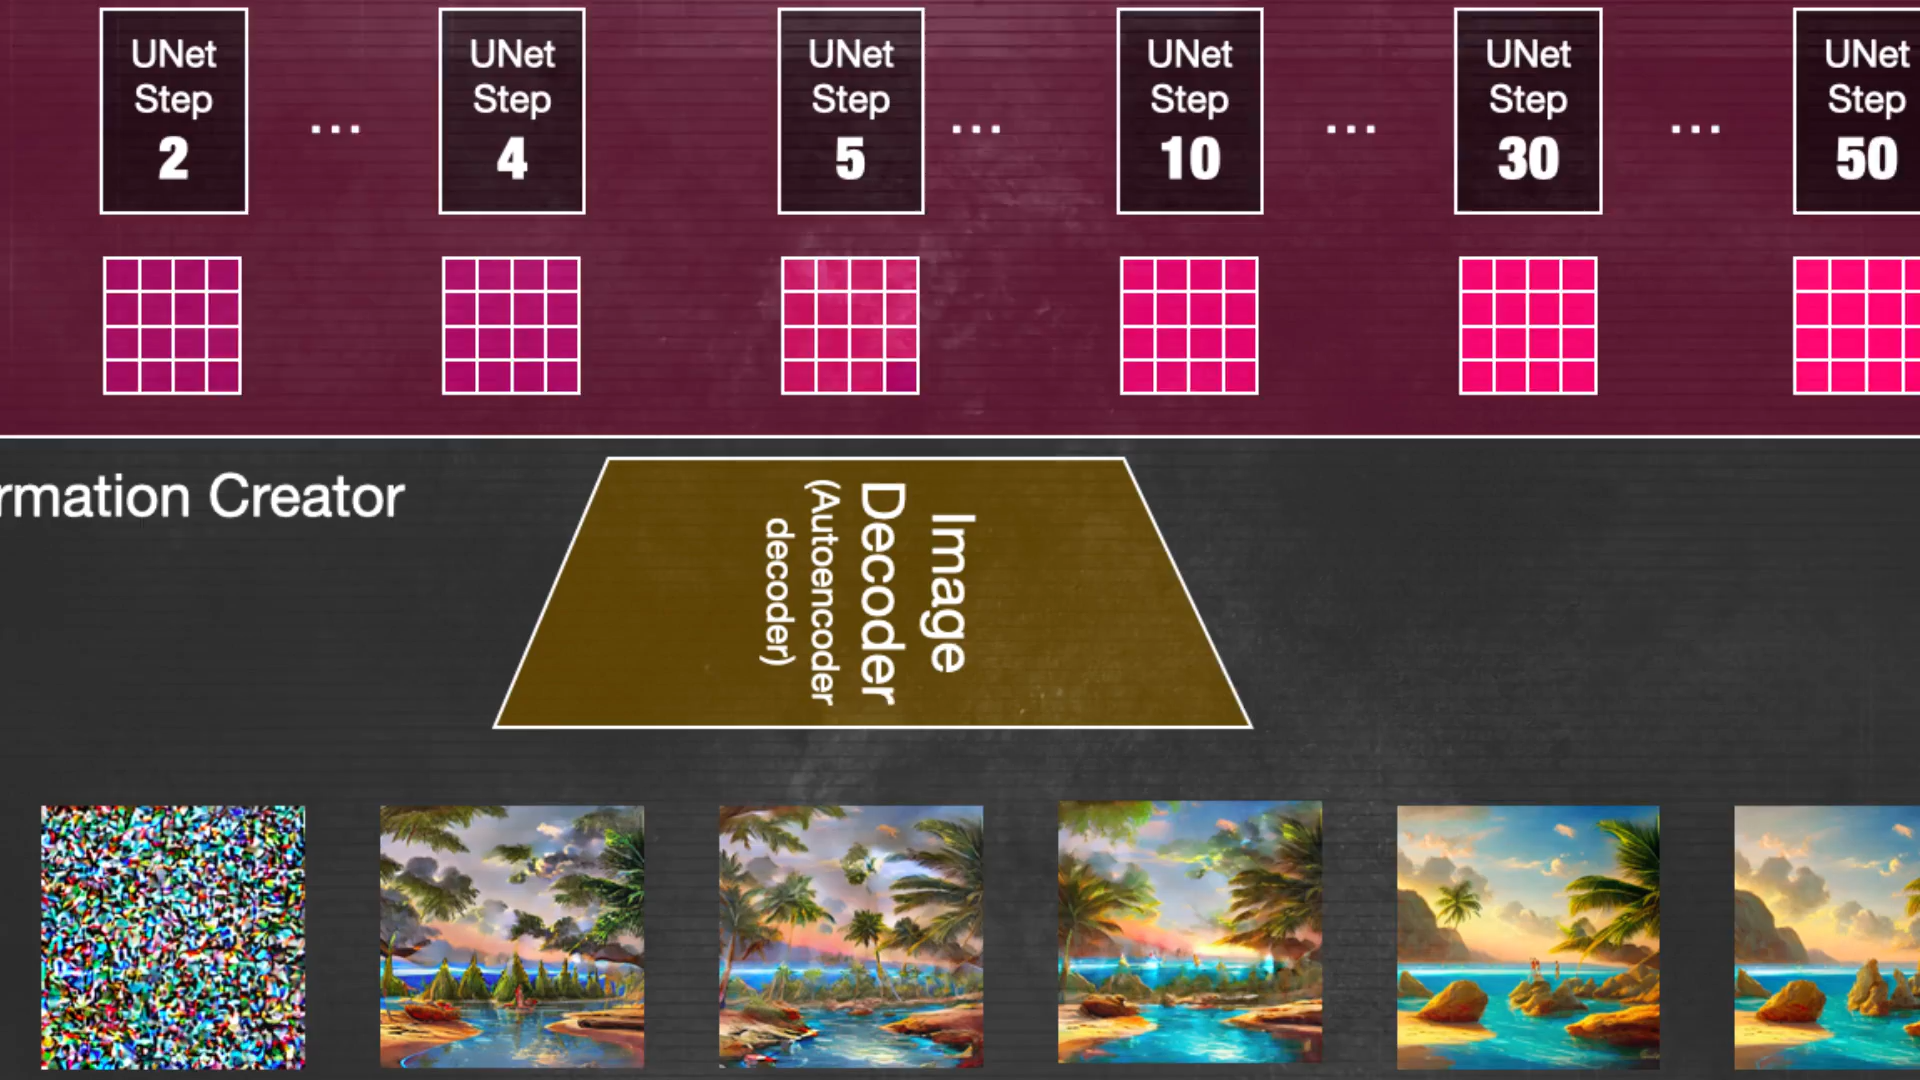 UNet
Step
2
...
UNet
Step
4
UNet
Step
5
...
UNet
Step
10
...
UNet
Step
30
...
UNet
Step
50
rmation Creator
Image
Decoder
(Autoencoder
decoder)